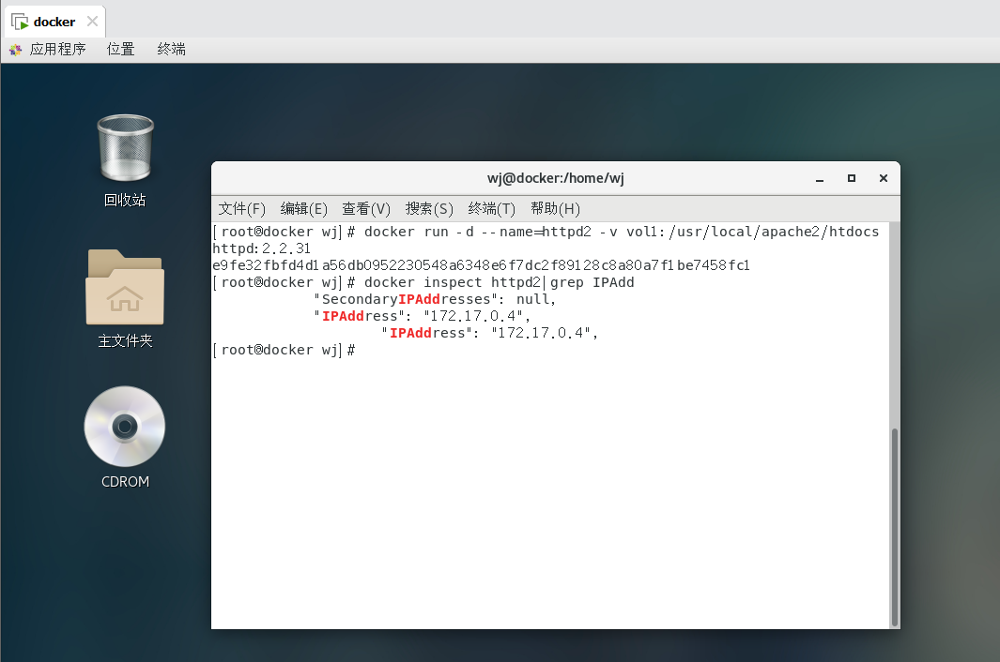 docker
应用程序 位置 终端
回收站
主文件夹
CDROM
wj@docker:/home/wj
文件(F) 编辑(E) 查看(V) 搜索(S) 终端(T) 帮助(H)
[root@docker wj]# docker run -d --name=httpd2 -v vol1:/usr/local/apache2/htdocs
httpd:2.2.31
e9fe32fbfd4d1a56db0952230548a6348e6f7dc2f89128c8a80a7f1be7458fc1
[root@docker wj]# docker inspect httpd2|grep IPAdd
"SecondaryIPAddresses": null,
"IPAddress": "172.17.0.4",
"IPAddress": "172.17.0.4",
[root@docker wj]#